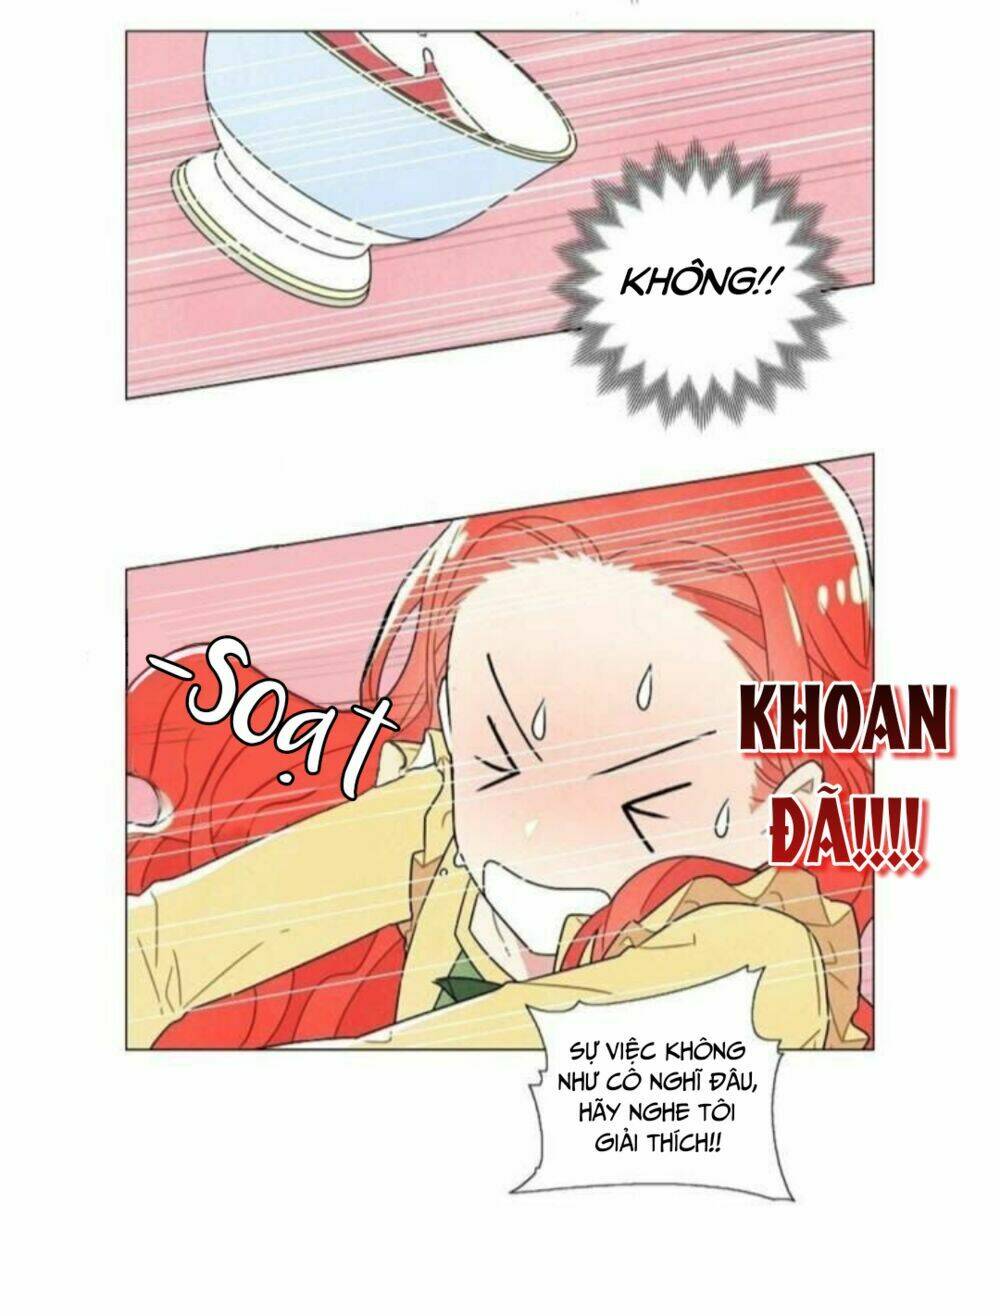 KHÔNG!!
-SOẠT
KHOAN
ĐÃ!!!!!
SỰ VIỆC KHÔNG
NHƯ CÔ NGHĨ ĐÂU,
HÃY NGHE TÔI
GIẢI THÍCH!!